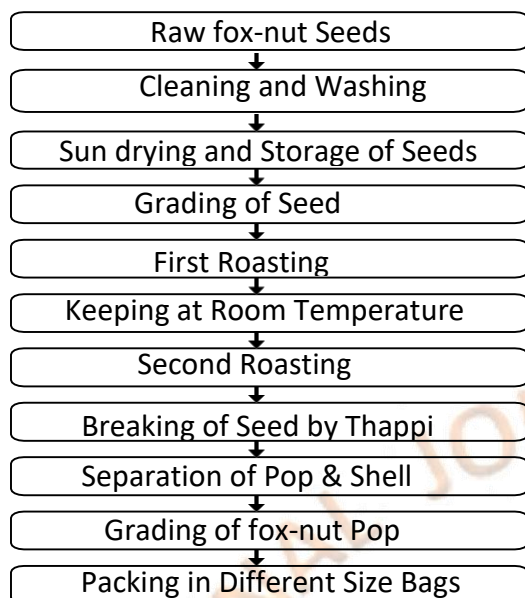 Raw fox-nut Seeds
Cleaning and Washing
Sun drying and Storage of Seeds
Grading of Seed
First Roasting
Keeping at Room Temperature
Second Roasting
Breaking of Seed by Thappi
Separation of Pop & Shell
Grading of fox-nut Pop
Packing in Different Size Bags